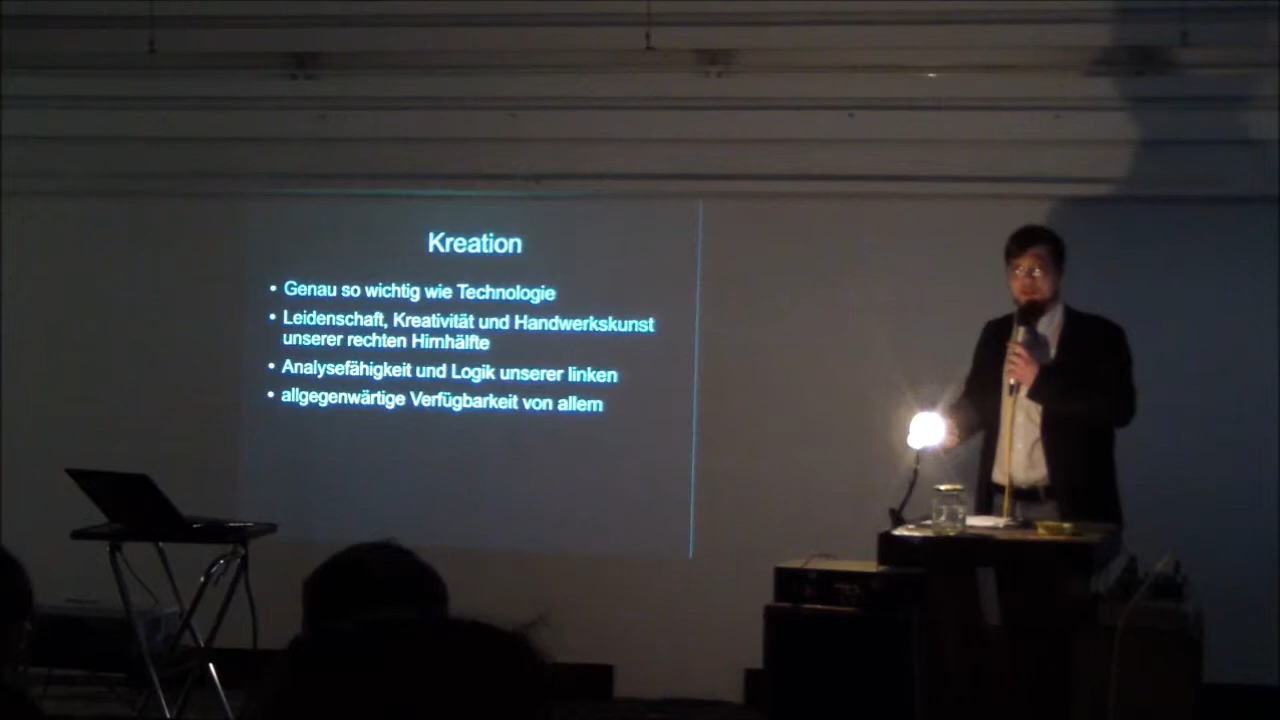 Kreation
• Genau so wichtig wie Technologie
• Leidenschaft, Kreativität und Handwerkskunst
unserer rechten Hirnhälfte
• Analysefähigkeit und Logik unserer linken
• allgegenwärtige Verfügbarkeit von allem